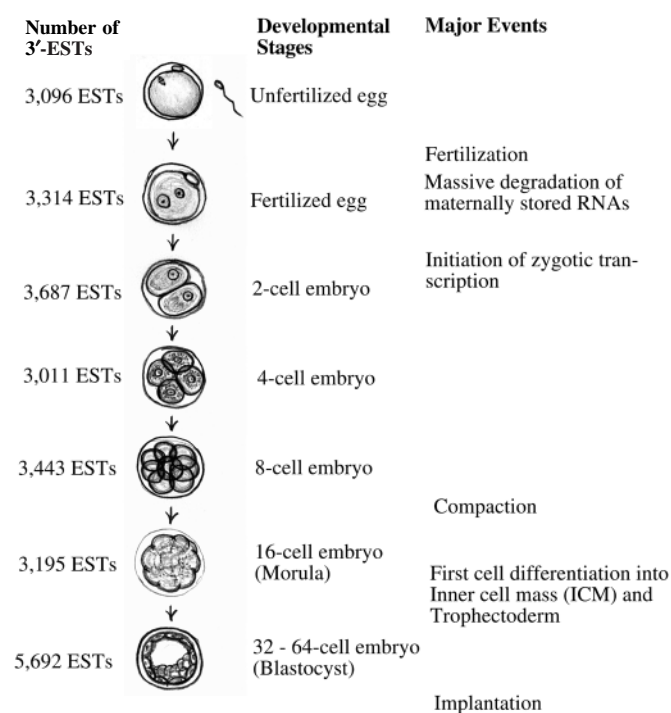 Number of 3′-ESTs
Developmental Stages
Major Events
3,096 ESTs
Unfertilized egg
Fertilization
3,314 ESTs
Fertilized egg
Massive degradation of
maternally stored RNAs
Initiation of zygotic tran-
scription
3,687 ESTs
2-cell embryo
3,011 ESTs
4-cell embryo
3,443 ESTs
8-cell embryo
Compaction
3,195 ESTs
16-cell embryo
(Morula)
First cell differentiation into
Inner cell mass (ICM) and
Trophectoderm
5,692 ESTs
32 - 64-cell embryo
(Blastocyst)
Implantation